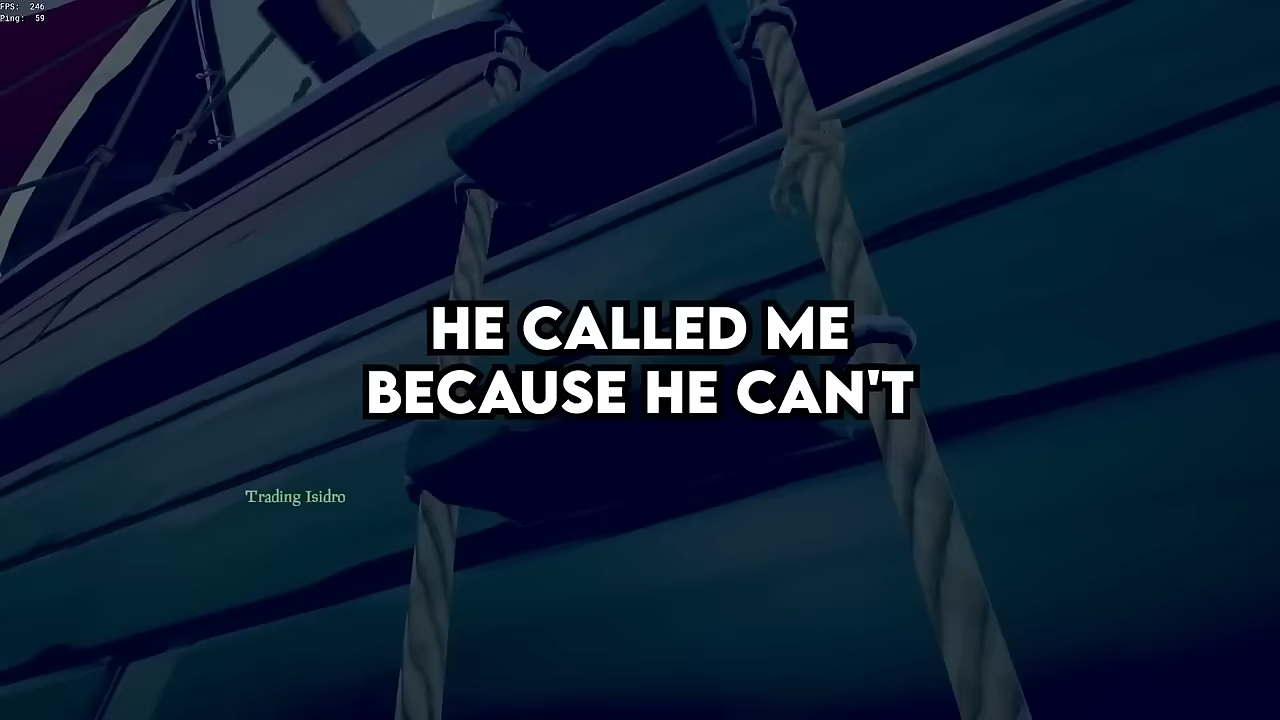 FPS: 246
Ping: 59
HE CALLED ME
BECAUSE HE CAN'T
Trading Isidro